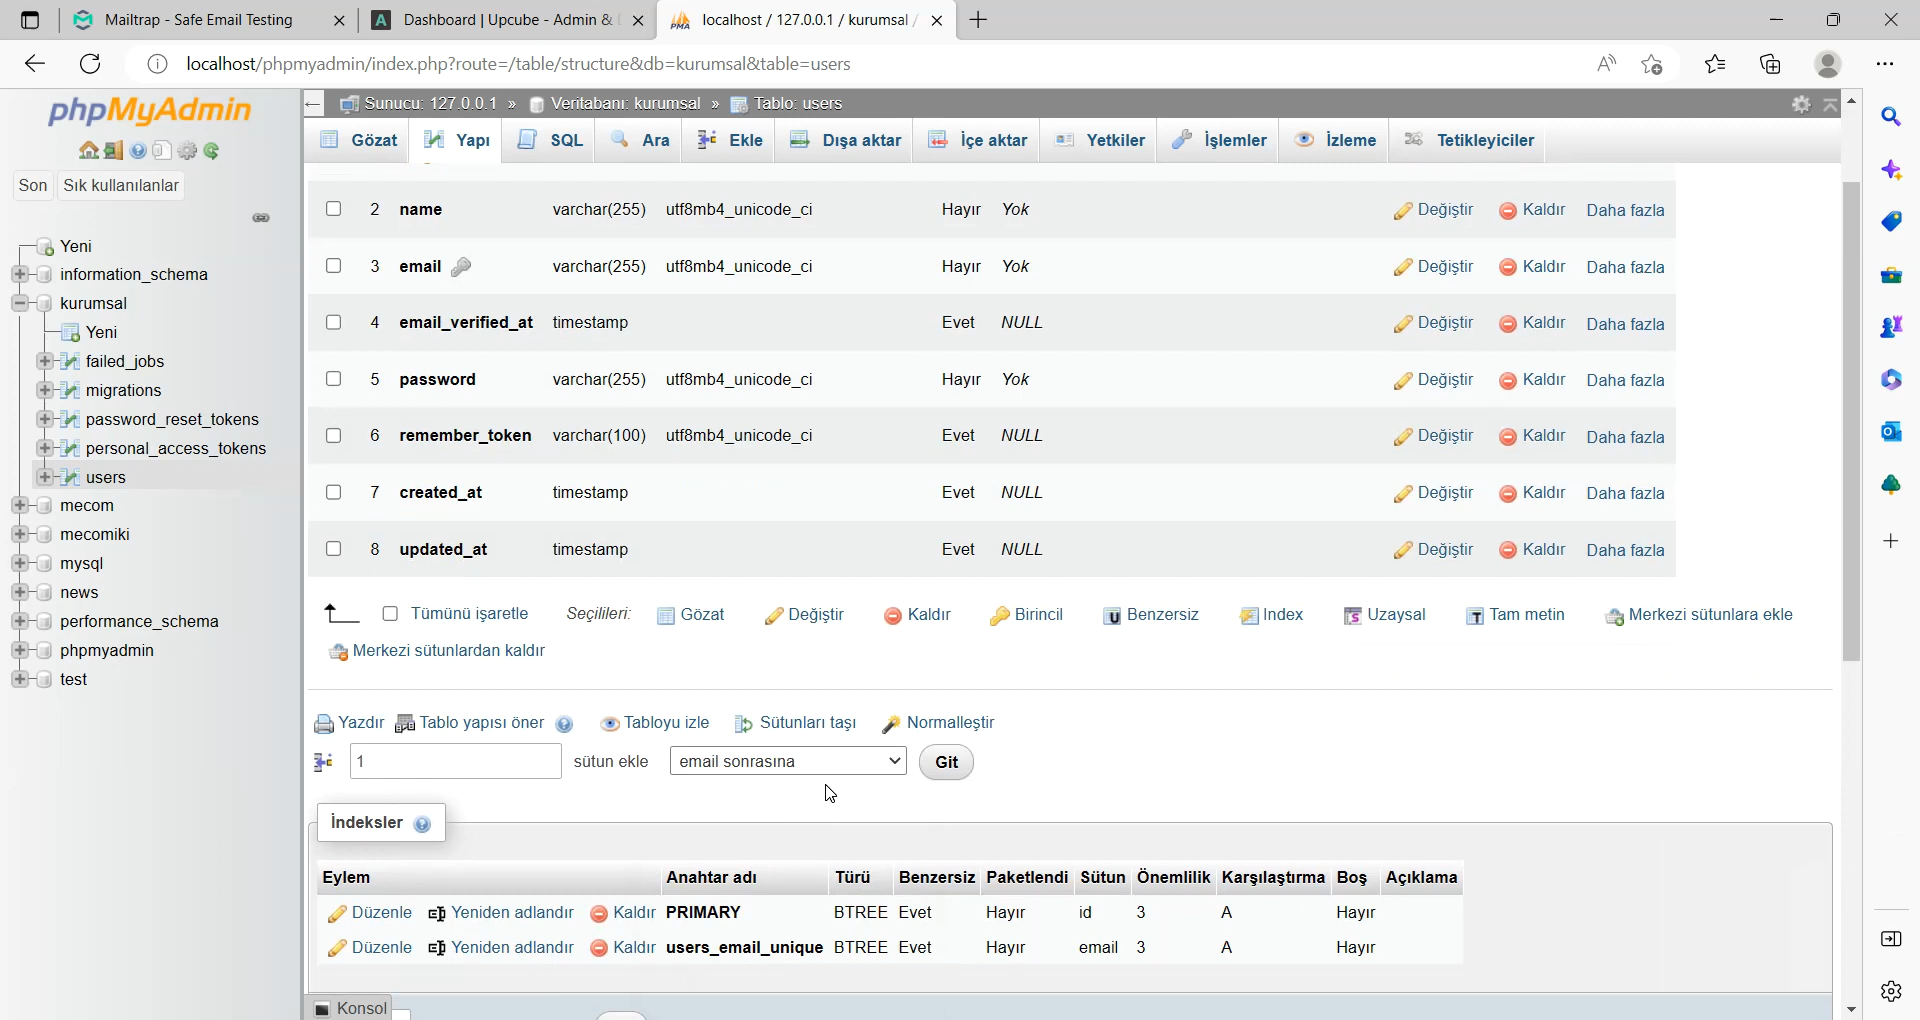 Mailtrap - Safe Email Testing
Dashboard | Upcube - Admin &
localhost / 127.0.0.1 / kurumsal /
localhost/phpmyadmin/index.php?route=/table/structure&db=kurumsal&table=users
phpMyAdmin
Son Sık kullanılanlar
Yeni
information_schema
kurumsal
Yeni
failed_jobs
migrations
password_reset_tokens
personal_access_tokens
users
mecom
mecomiki
mysql
news
performance_schema
phpmyadmin
test
Sunucu: 127.0.0.1 » Veritabanı: kurumsal » Tablo: users
Gözat Yapı SQL Ara Ekle Dışa aktar İçe aktar Yetkiler İşlemler İzleme Tetikleyiciler
2 name varchar(255) utf8mb4_unicode_ci Hayır Yok Değiştir Kaldır Daha fazla
3 email varchar(255) utf8mb4_unicode_ci Hayır Yok Değiştir Kaldır Daha fazla
4 email_verified_at timestamp Evet NULL Değiştir Kaldır Daha fazla
5 password varchar(255) utf8mb4_unicode_ci Hayır Yok Değiştir Kaldır Daha fazla
6 remember_token varchar(100) utf8mb4_unicode_ci Evet NULL Değiştir Kaldır Daha fazla
7 created_at timestamp Evet NULL Değiştir Kaldır Daha fazla
8 updated_at timestamp Evet NULL Değiştir Kaldır Daha fazla
Tümünü işaretle Seçilileri: Gözat Değiştir Kaldır Birincil Benzersiz Index Uzaysal Tam metin Merkezi sütunlara ekle
Merkezi sütunlardan kaldır
Yazdır Tablo yapısı öner Tabloyu izle Sütunları taşı Normalleştir
1 sütun ekle email sonrasına Git
İndeksler
Eylem Anahtar adı Türü Benzersiz Paketlendi Sütun Önemlilik Karşılaştırma Boş Açıklama
Düzenle Yeniden adlandır Kaldır PRIMARY BTREE Evet Hayır id 3 A Hayır
Düzenle Yeniden adlandır Kaldır users_email_unique BTREE Evet Hayır email 3 A Hayır
Konsol